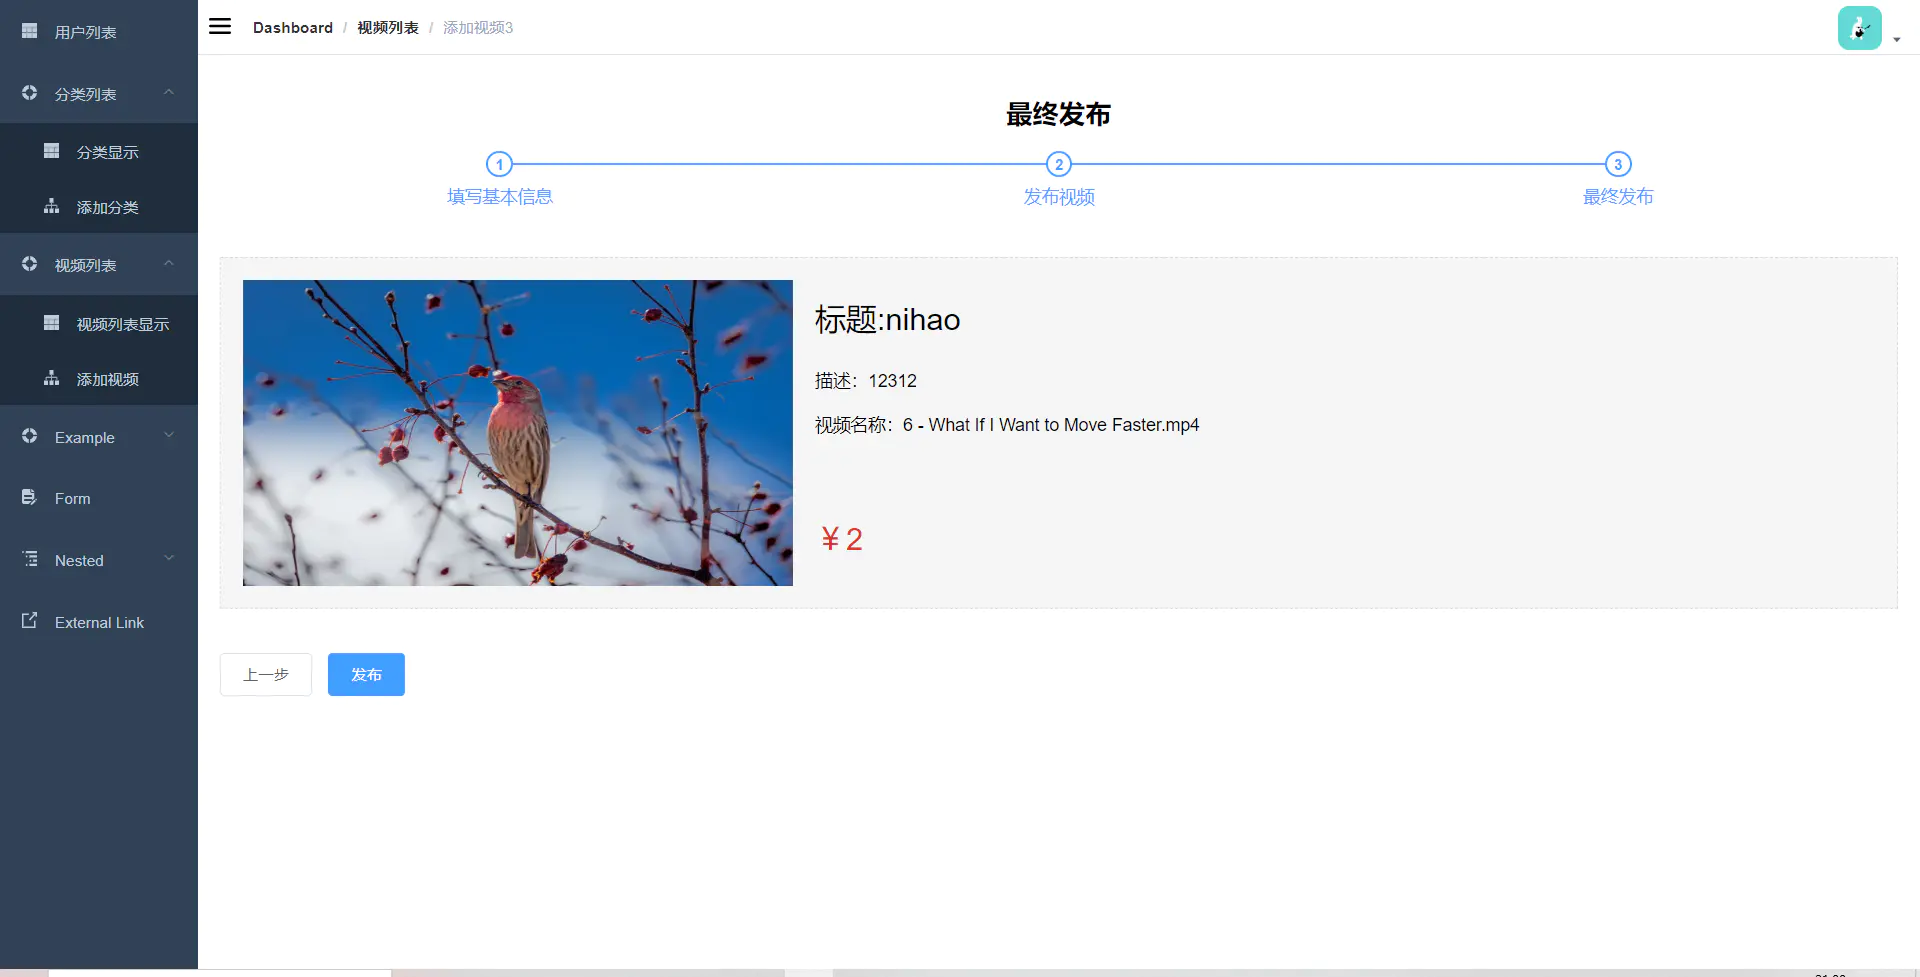 用户列表
分类列表
分类显示
添加分类
视频列表
视频列表显示
添加视频
Example
Form
Nested
External Link
Dashboard / 视频列表 / 添加视频3
最终发布
1 2 3
填写基本信息 发布视频 最终发布
标题:nihao
描述：12312
视频名称：6 - What If I Want to Move Faster.mp4
¥ 2
上一步 发布